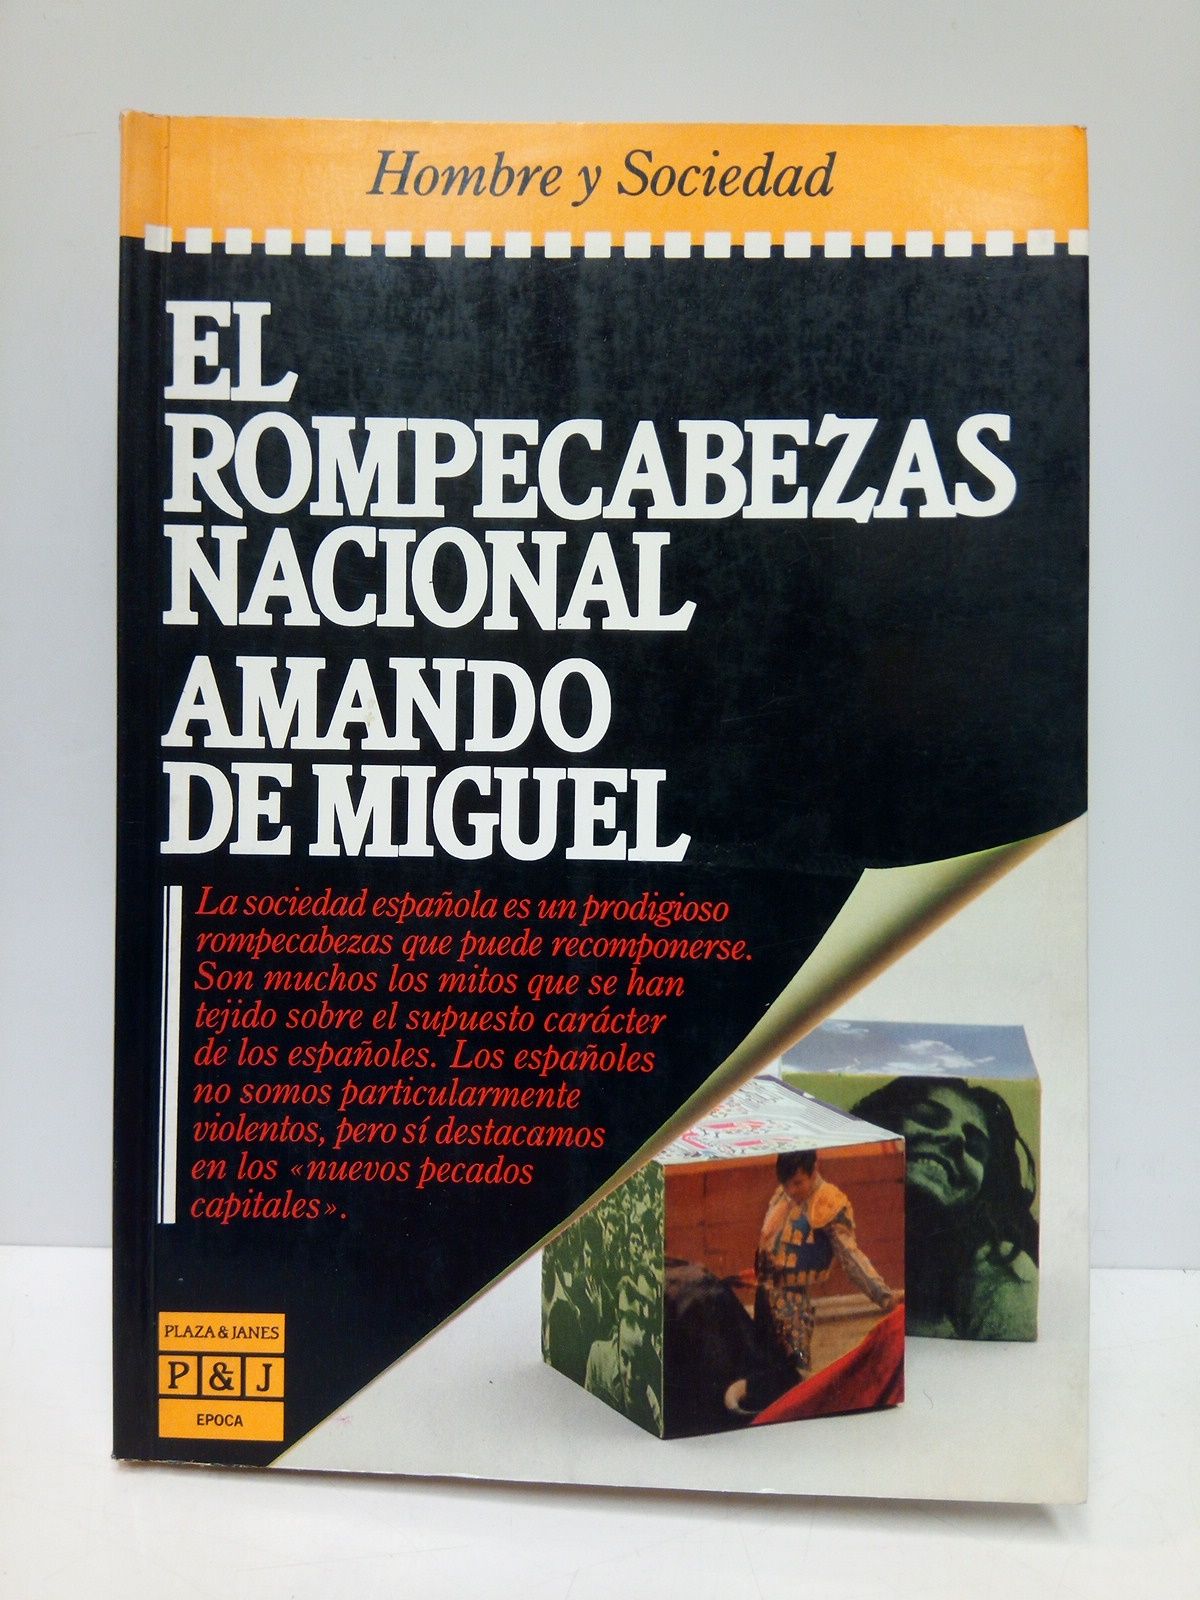 Hombre y Sociedad
EL
ROMPECABEZAS
NACIONAL
AMANDO
DE MIGUEL
La sociedad española es un prodigioso
rompecabezas que puede recomponerse.
Son muchos los mitos que se han
tejido sobre el supuesto carácter
de los españoles. Los españoles
no somos particularmente
violentos, pero sí destacamos
en los «nuevos pecados
capitales».
PLAZA & JANES
P & J
EPOCA